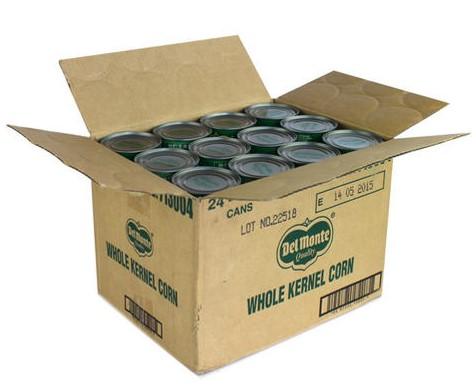 13004
Del Monte
Quality
WHOLE KERNEL CORN
24
CANS
LOT NO.22518
E 14 05 2015
Del Monte
Quality
WHOLE KERNEL CORN